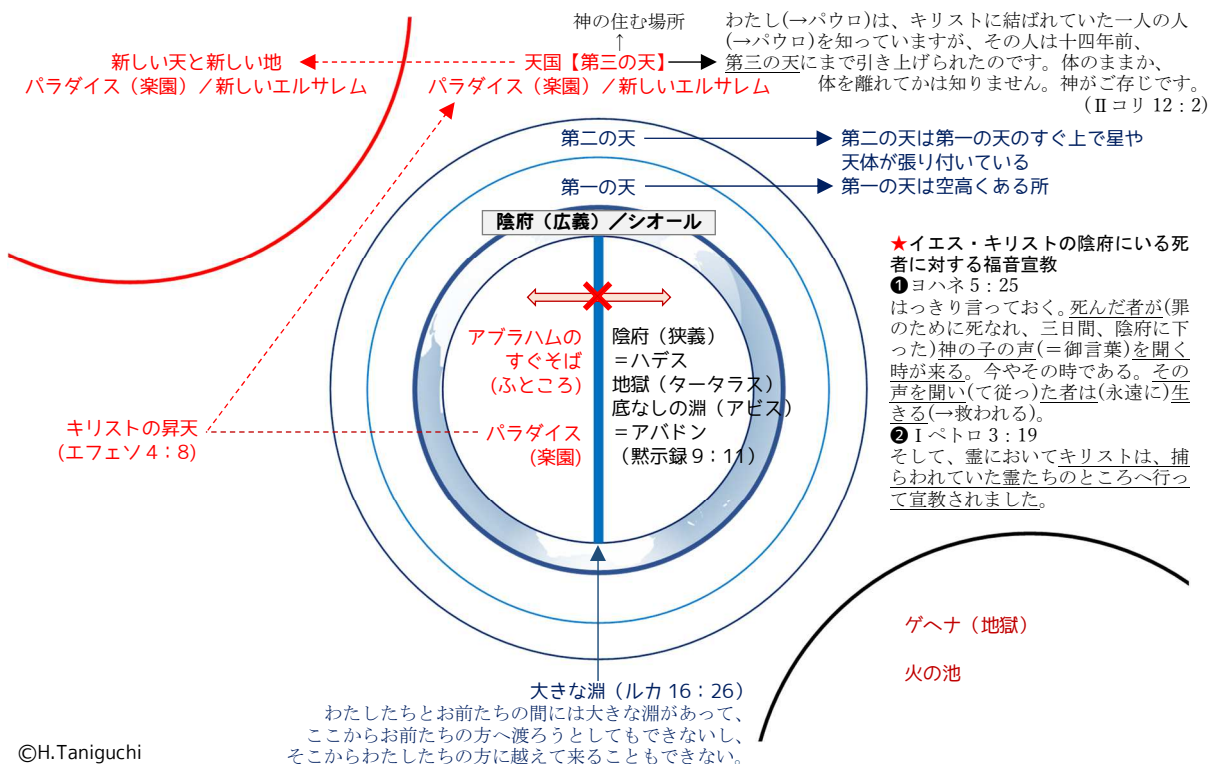 神の住む場所
↑
新しい天と新しい地
パラダイス（楽園）／新しいエルサレム
天国【第三の天】
パラダイス（楽園）／新しいエルサレム
わたし(→パウロ)は、キリストに結ばれていた一人の人
(→パウロ)を知っていますが、その人は十四年前、
第三の天にまで引き上げられたのです。体のままか、
体を離れてかは知りません。神がご存じです。
(Ⅱコリ 12：2)
第二の天
第二の天は第一の天のすぐ上で星や
天体が張り付いている
第一の天
第一の天は空高くある所
陰府（広義）／シオール
アブラハムの
すぐそば
(ふところ)
パラダイス
(楽園)
陰府（狭義）
＝ハデス
地獄（タータラス）
底なしの淵（アビス）
＝アバドン
（黙示録９：11）
キリストの昇天
(エフェソ４：８)
★イエス・キリストの陰府にいる死
者に対する福音宣教
❶ヨハネ５：25
はっきり言っておく。死んだ者が(罪
のために死なれ、三日間、陰府に下
った)神の子の声(＝御言葉)を聞く
時が来る。今やその時である。その
声を聞い(て従っ)た者は(永遠に)生
きる(→救われる)。
❷Ⅰペトロ３：19
そして、霊においてキリストは、捕
らわれていた霊たちのところへ行っ
て宣教されました。
ゲヘナ（地獄）
火の池
大きな淵（ルカ 16：26）
わたしたちとお前たちの間には大きな淵があって、
ここからお前たちの方へ渡ろうとしてもできないし、
そこからわたしたちの方に越えて来ることもできない。
©H.Taniguchi